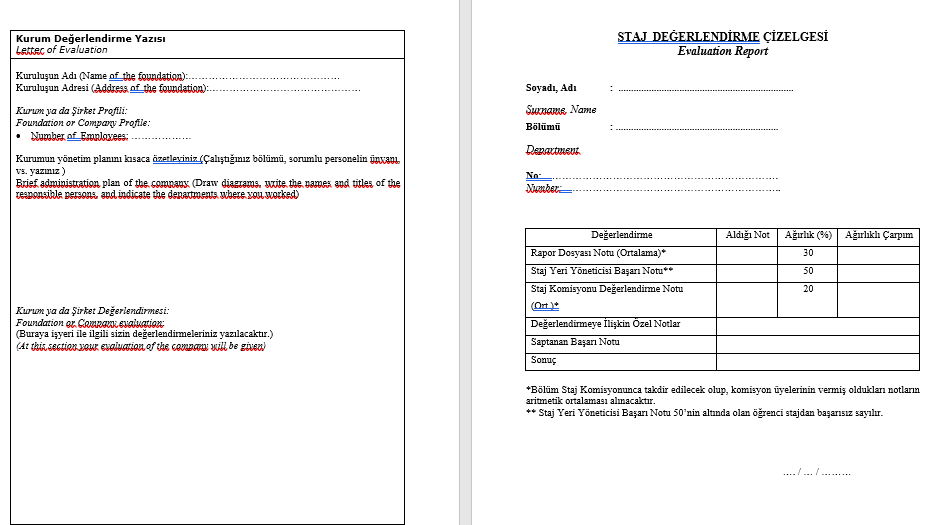 Kurum Değerlendirme Yazısı
Letter of Evaluation
Kuruluşun Adı (Name of the foundation):…………………………………………
Kuruluşun Adresi (Address of the foundation):…………………………………………
Kurum ya da Şirket Profili:
Foundation or Company Profile:
• Number of Employees: ………………
Kurumun yönetim planını kısaca özetleyiniz.(Çalıştığınız bölümü, sorumlu personelin ünvanı,
vs. yazınız )
Brief administration plan of the company (Draw diagrams, write the names and titles of the
responsible persons, and indicate the departments where you worked)
Kurum ya da Şirket Değerlendirmesi:
Foundation or Company evaluation:
(Buraya işyeri ile ilgili sizin değerlendirmeleriniz yazılacaktır.)
(At this section your evaluation of the company will be given)
STAJ DEĞERLENDİRME ÇİZELGESİ
Evaluation Report
Soyadı, Adı : ......................................................................
Surname, Name
Bölümü : .................................................................
Department
No:………………………………………………………………
Number:…………………………………………………………
Değerlendirme Aldığı Not Ağırlık (%) Ağırlıklı Çarpım
Rapor Dosyası Notu (Ortalama)* 30
Staj Yeri Yöneticisi Başarı Notu** 50
Staj Komisyonu Değerlendirme Notu 20
(Ort.)*
Değerlendirmeye İlişkin Özel Notlar
Saptanan Başarı Notu
Sonuç
*Bölüm Staj Komisyonunca takdir edilecek olup, komisyon üyelerinin vermiş oldukları notların
aritmetik ortalaması alınacaktır.
** Staj Yeri Yöneticisi Başarı Notu 50’nin altında olan öğrenci stajdan başarısız sayılır.
…. / … / ………